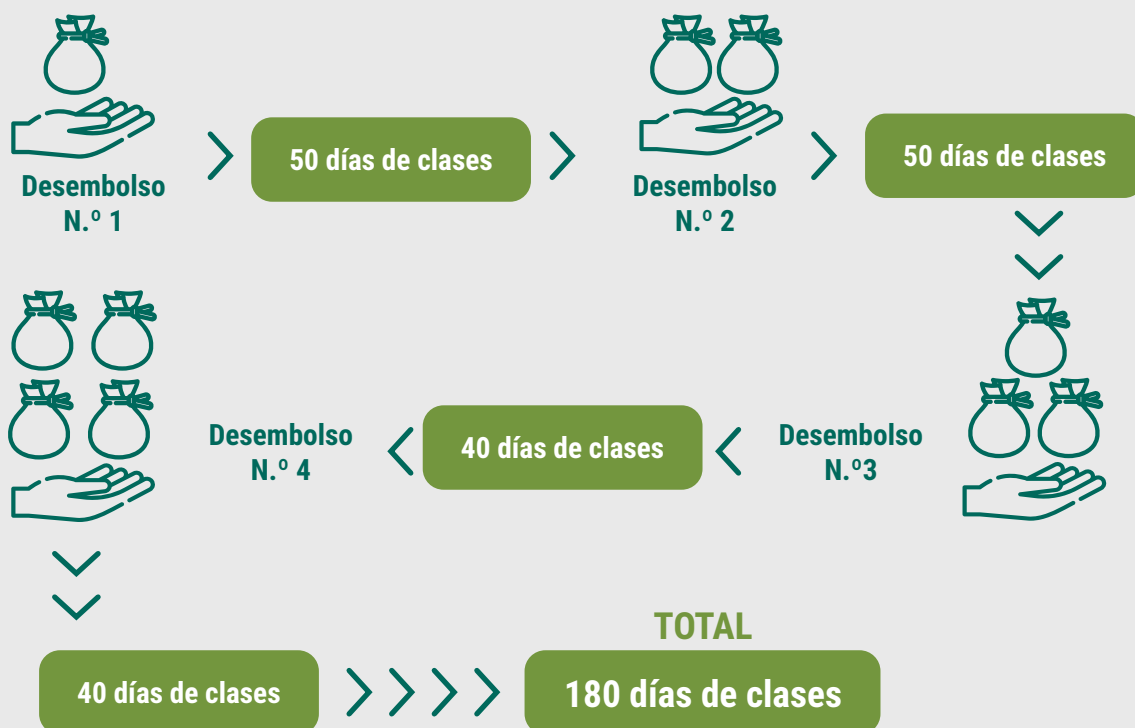 Desembolso
N.º 1
50 días de clases
Desembolso
N.º 2
50 días de clases
Desembolso
N.º3
40 días de clases
Desembolso
N.º 4
40 días de clases
TOTAL
180 días de clases